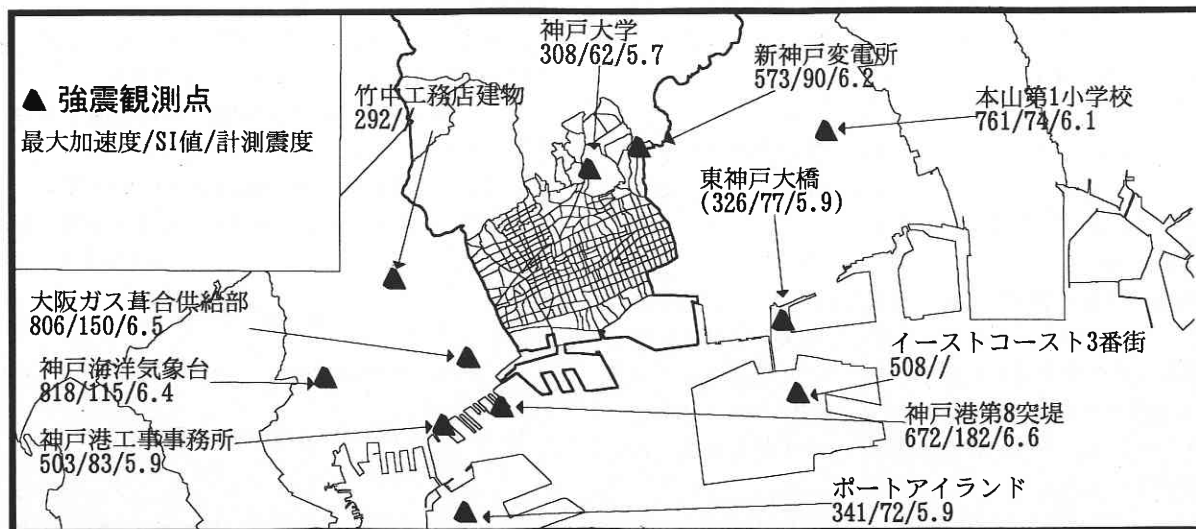 ▲ 強震観測点
最大加速度/SI値/計測震度
神戸大学
308/62/5.7
新神戸変電所
573/90/6.2
竹中工務店建物
292//
本山第1小学校
761/74/6.1
東神戸大橋
(326/77/5.9)
大阪ガス葺合供給部
806/150/6.5
イーストコースト3番街
508//
神戸海洋気象台
818/115/6.4
神戸港第8突堤
672/182/6.6
神戸港工事事務所
503/83/5.9
ポートアイランド
341/72/5.9